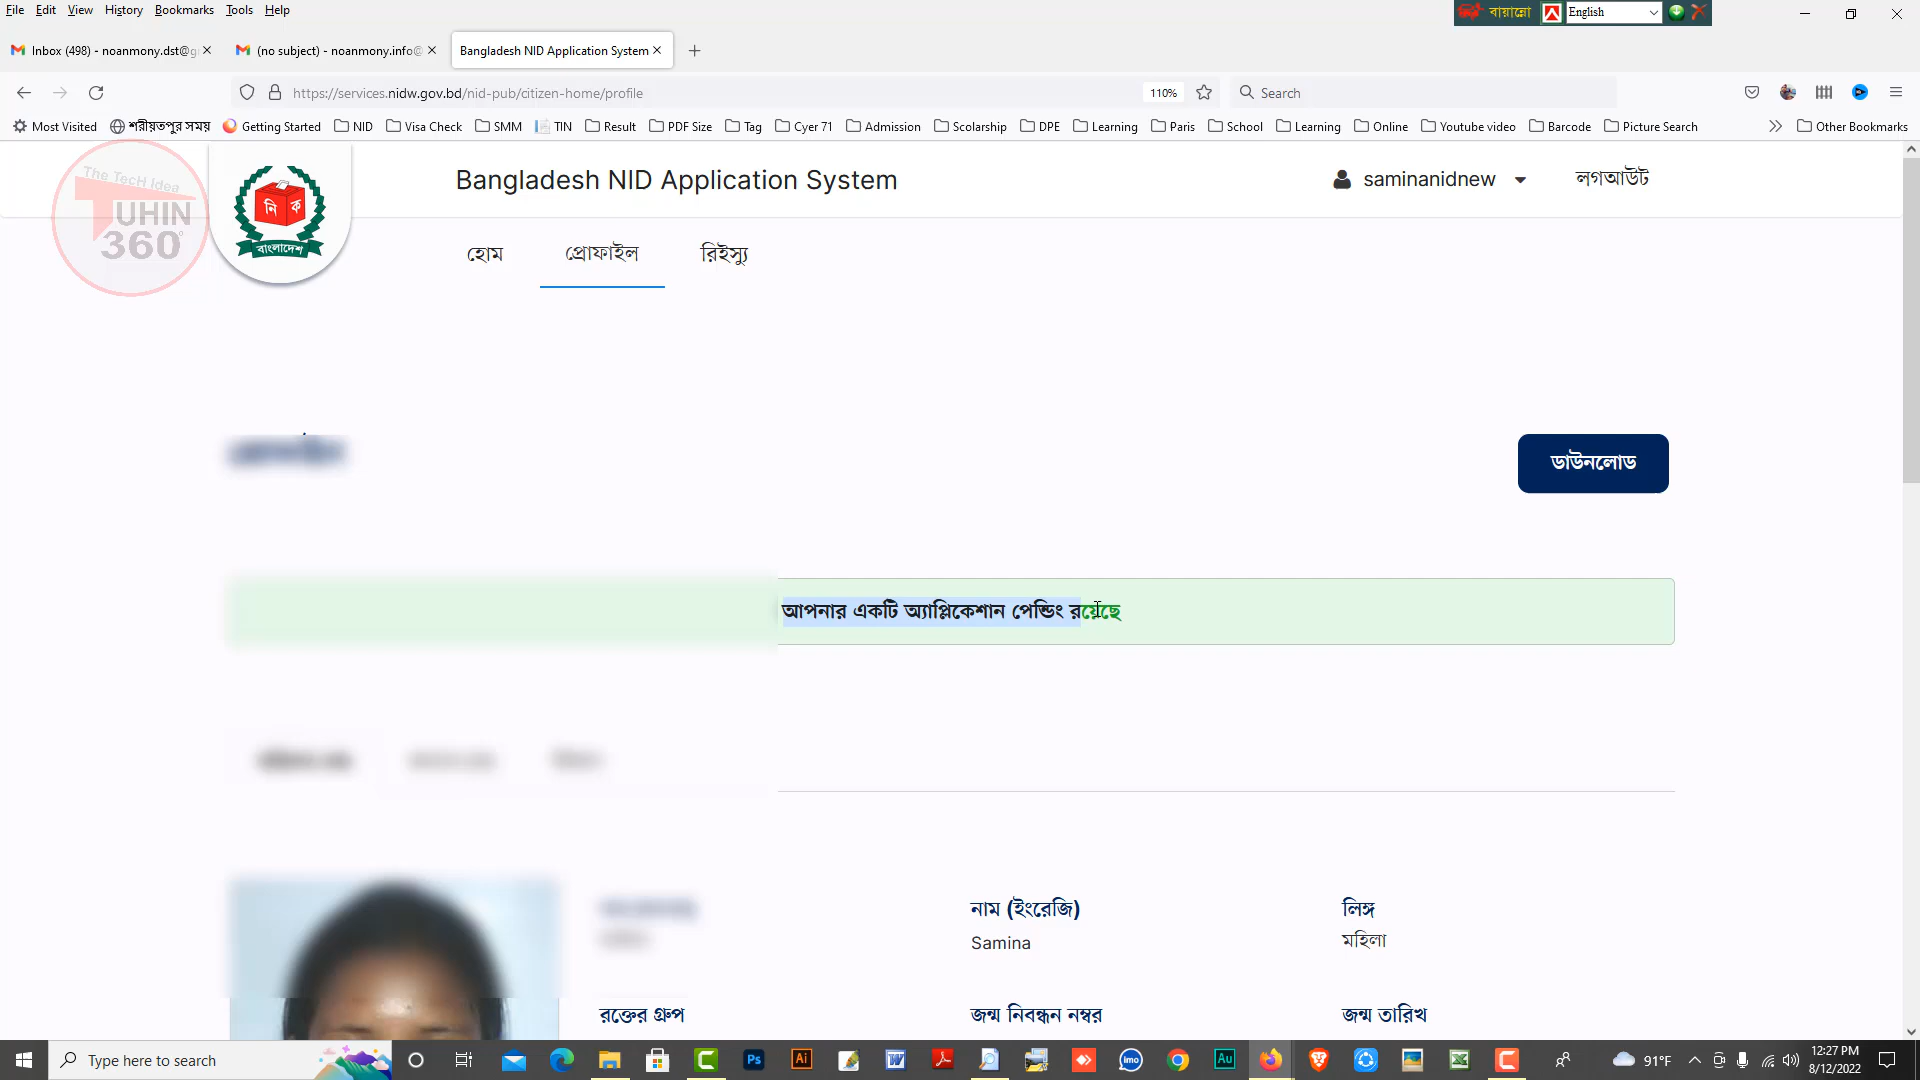 File Edit View History Bookmarks Tools Help
বায়ান্নো English
Inbox (498) - noanmony.dst@g
(no subject) - noanmony.info@
Bangladesh NID Application System
https://services.nidw.gov.bd/nid-pub/citizen-home/profile
110%
Search
Most Visited শরীয়তপুর সময় Getting Started NID Visa Check SMM TIN Result PDF Size Tag Cyer 71 Admission Scolarship DPE Learning Paris School Learning Online Youtube video Barcode Picture Search Other Bookmarks
The TecH Idea
TUHIN
360°
নি ক
বাংলাদেশ
Bangladesh NID Application System
saminanidnew
লগআউট
হোম প্রোফাইল রিইস্যু
ডাউনলোড
আপনার একটি অ্যাপ্লিকেশান পেন্ডিং রয়েছে
নাম (ইংরেজি)
Samina
লিঙ্গ
মহিলা
রক্তের গ্রুপ
জন্ম নিবন্ধন নম্বর
জন্ম তারিখ
Type here to search
Ps
Ai
imo
Au
91°F
12:27 PM
8/12/2022